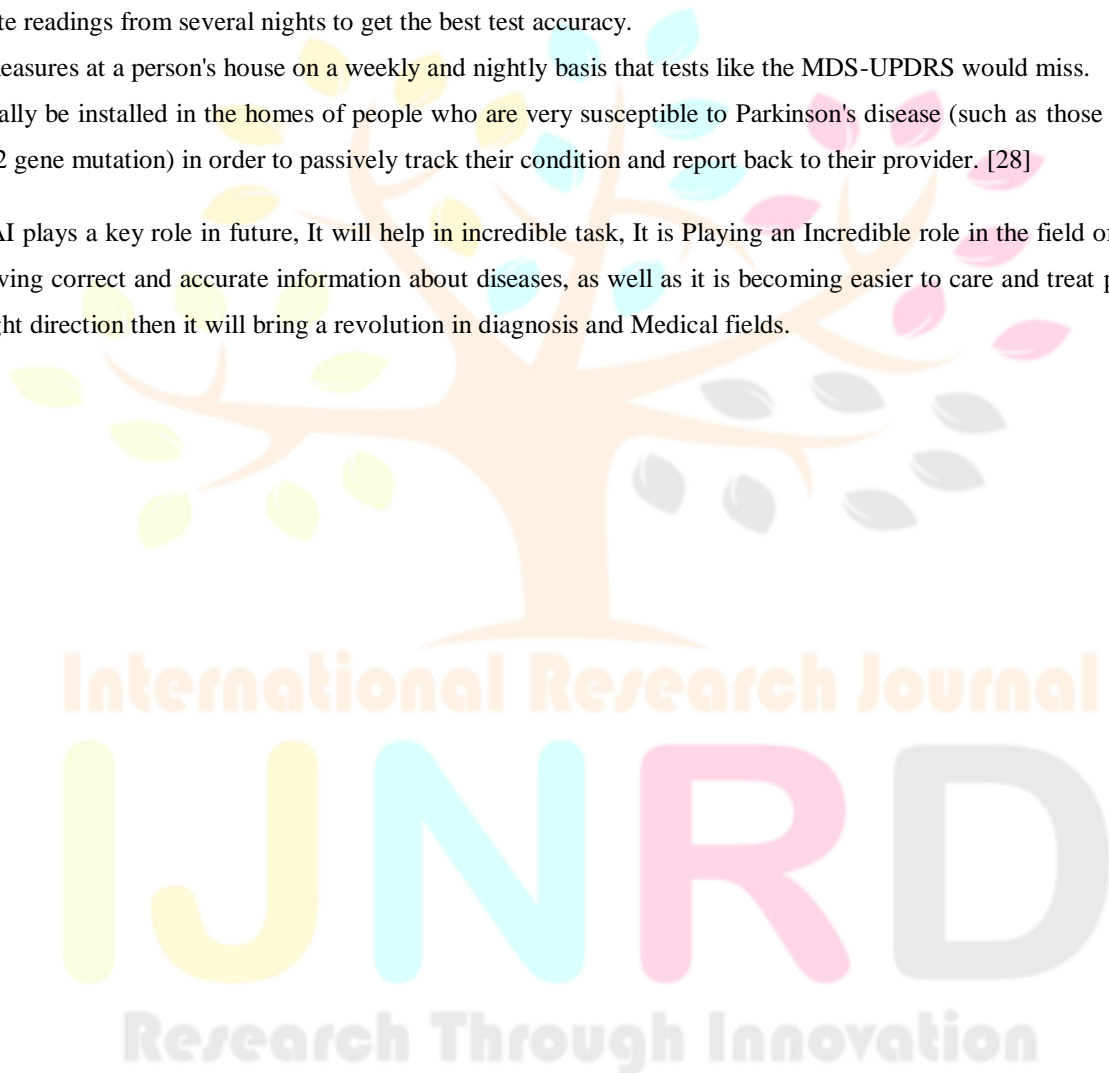 te readings from several nights to get the best test accuracy.
easures at a person's house on a weekly and nightly basis that tests like the MDS-UPDRS would miss.
ally be installed in the homes of people who are very susceptible to Parkinson's disease (such as those
2 gene mutation) in order to passively track their condition and report back to their provider. [28]
AI plays a key role in future, It will help in incredible task, It is Playing an Incredible role in the field of
ving correct and accurate information about diseases, as well as it is becoming easier to care and treat p
ght direction then it will bring a revolution in diagnosis and Medical fields.
International Research Journal
IJNRD
Research Through Innovation